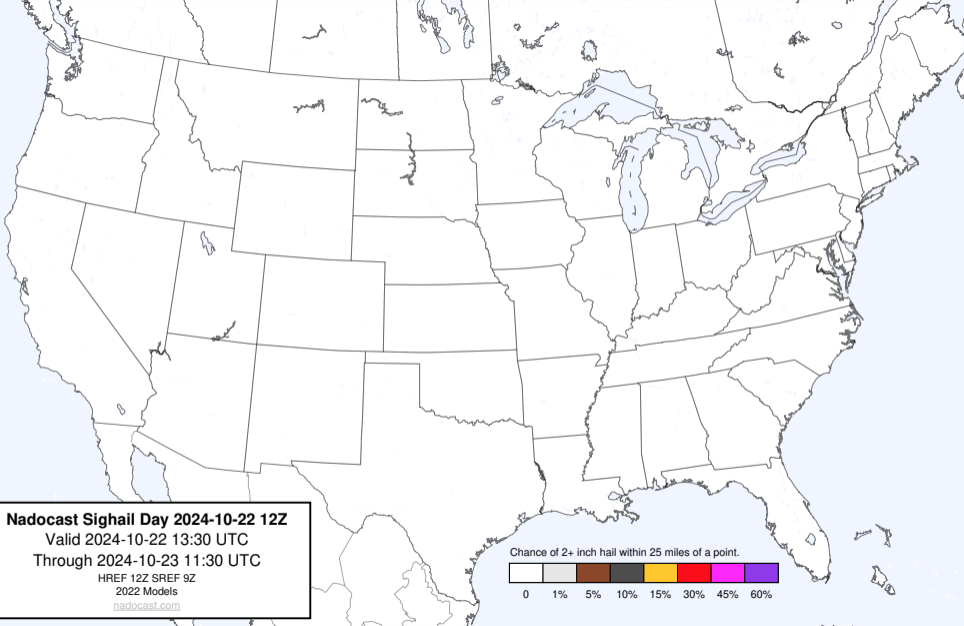 Nadocast Sighail Day 2024-10-22 12Z
Valid 2024-10-22 13:30 UTC
Through 2024-10-23 11:30 UTC
HREF 12Z SREF 9Z
2022 Models
nadocast.com
Chance of 2+ inch hail within 25 miles of a point.
0 1% 5% 10% 15% 30% 45% 60%